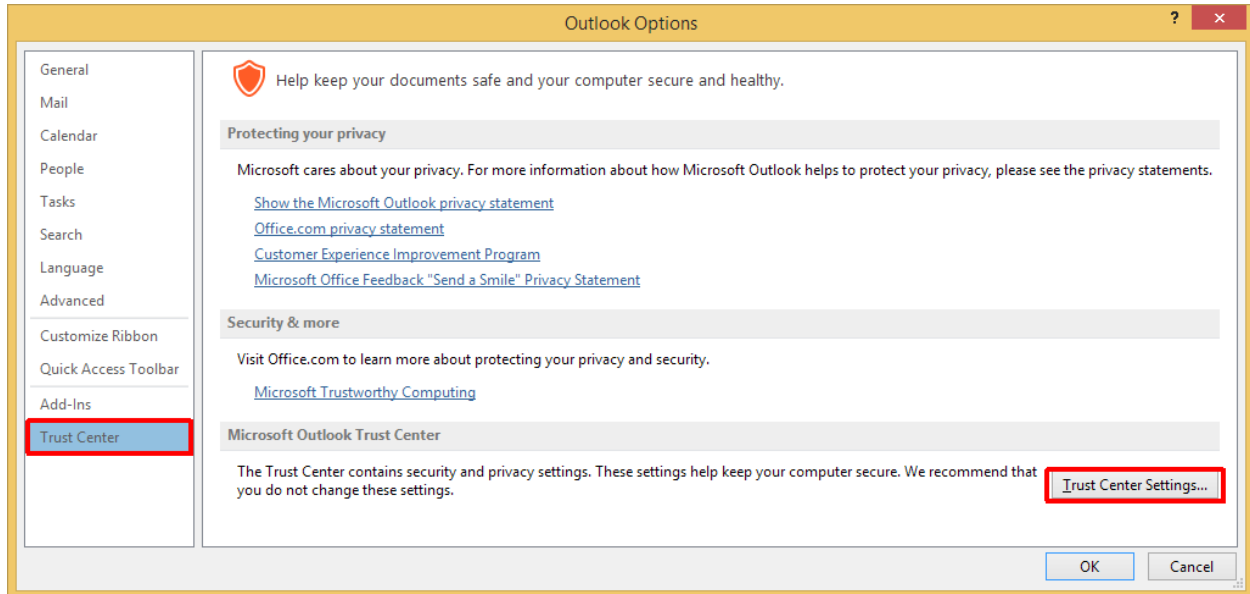 Outlook Options
?
×
General
Mail
Calendar
People
Tasks
Search
Language
Advanced
Customize Ribbon
Quick Access Toolbar
Add-Ins
Trust Center
Help keep your documents safe and your computer secure and healthy.
Protecting your privacy
Microsoft cares about your privacy. For more information about how Microsoft Outlook helps to protect your privacy, please see the privacy statements.
Show the Microsoft Outlook privacy statement
Office.com privacy statement
Customer Experience Improvement Program
Microsoft Office Feedback "Send a Smile" Privacy Statement
Security & more
Visit Office.com to learn more about protecting your privacy and security.
Microsoft Trustworthy Computing
Microsoft Outlook Trust Center
The Trust Center contains security and privacy settings. These settings help keep your computer secure. We recommend that
you do not change these settings.
Trust Center Settings...
OK
Cancel